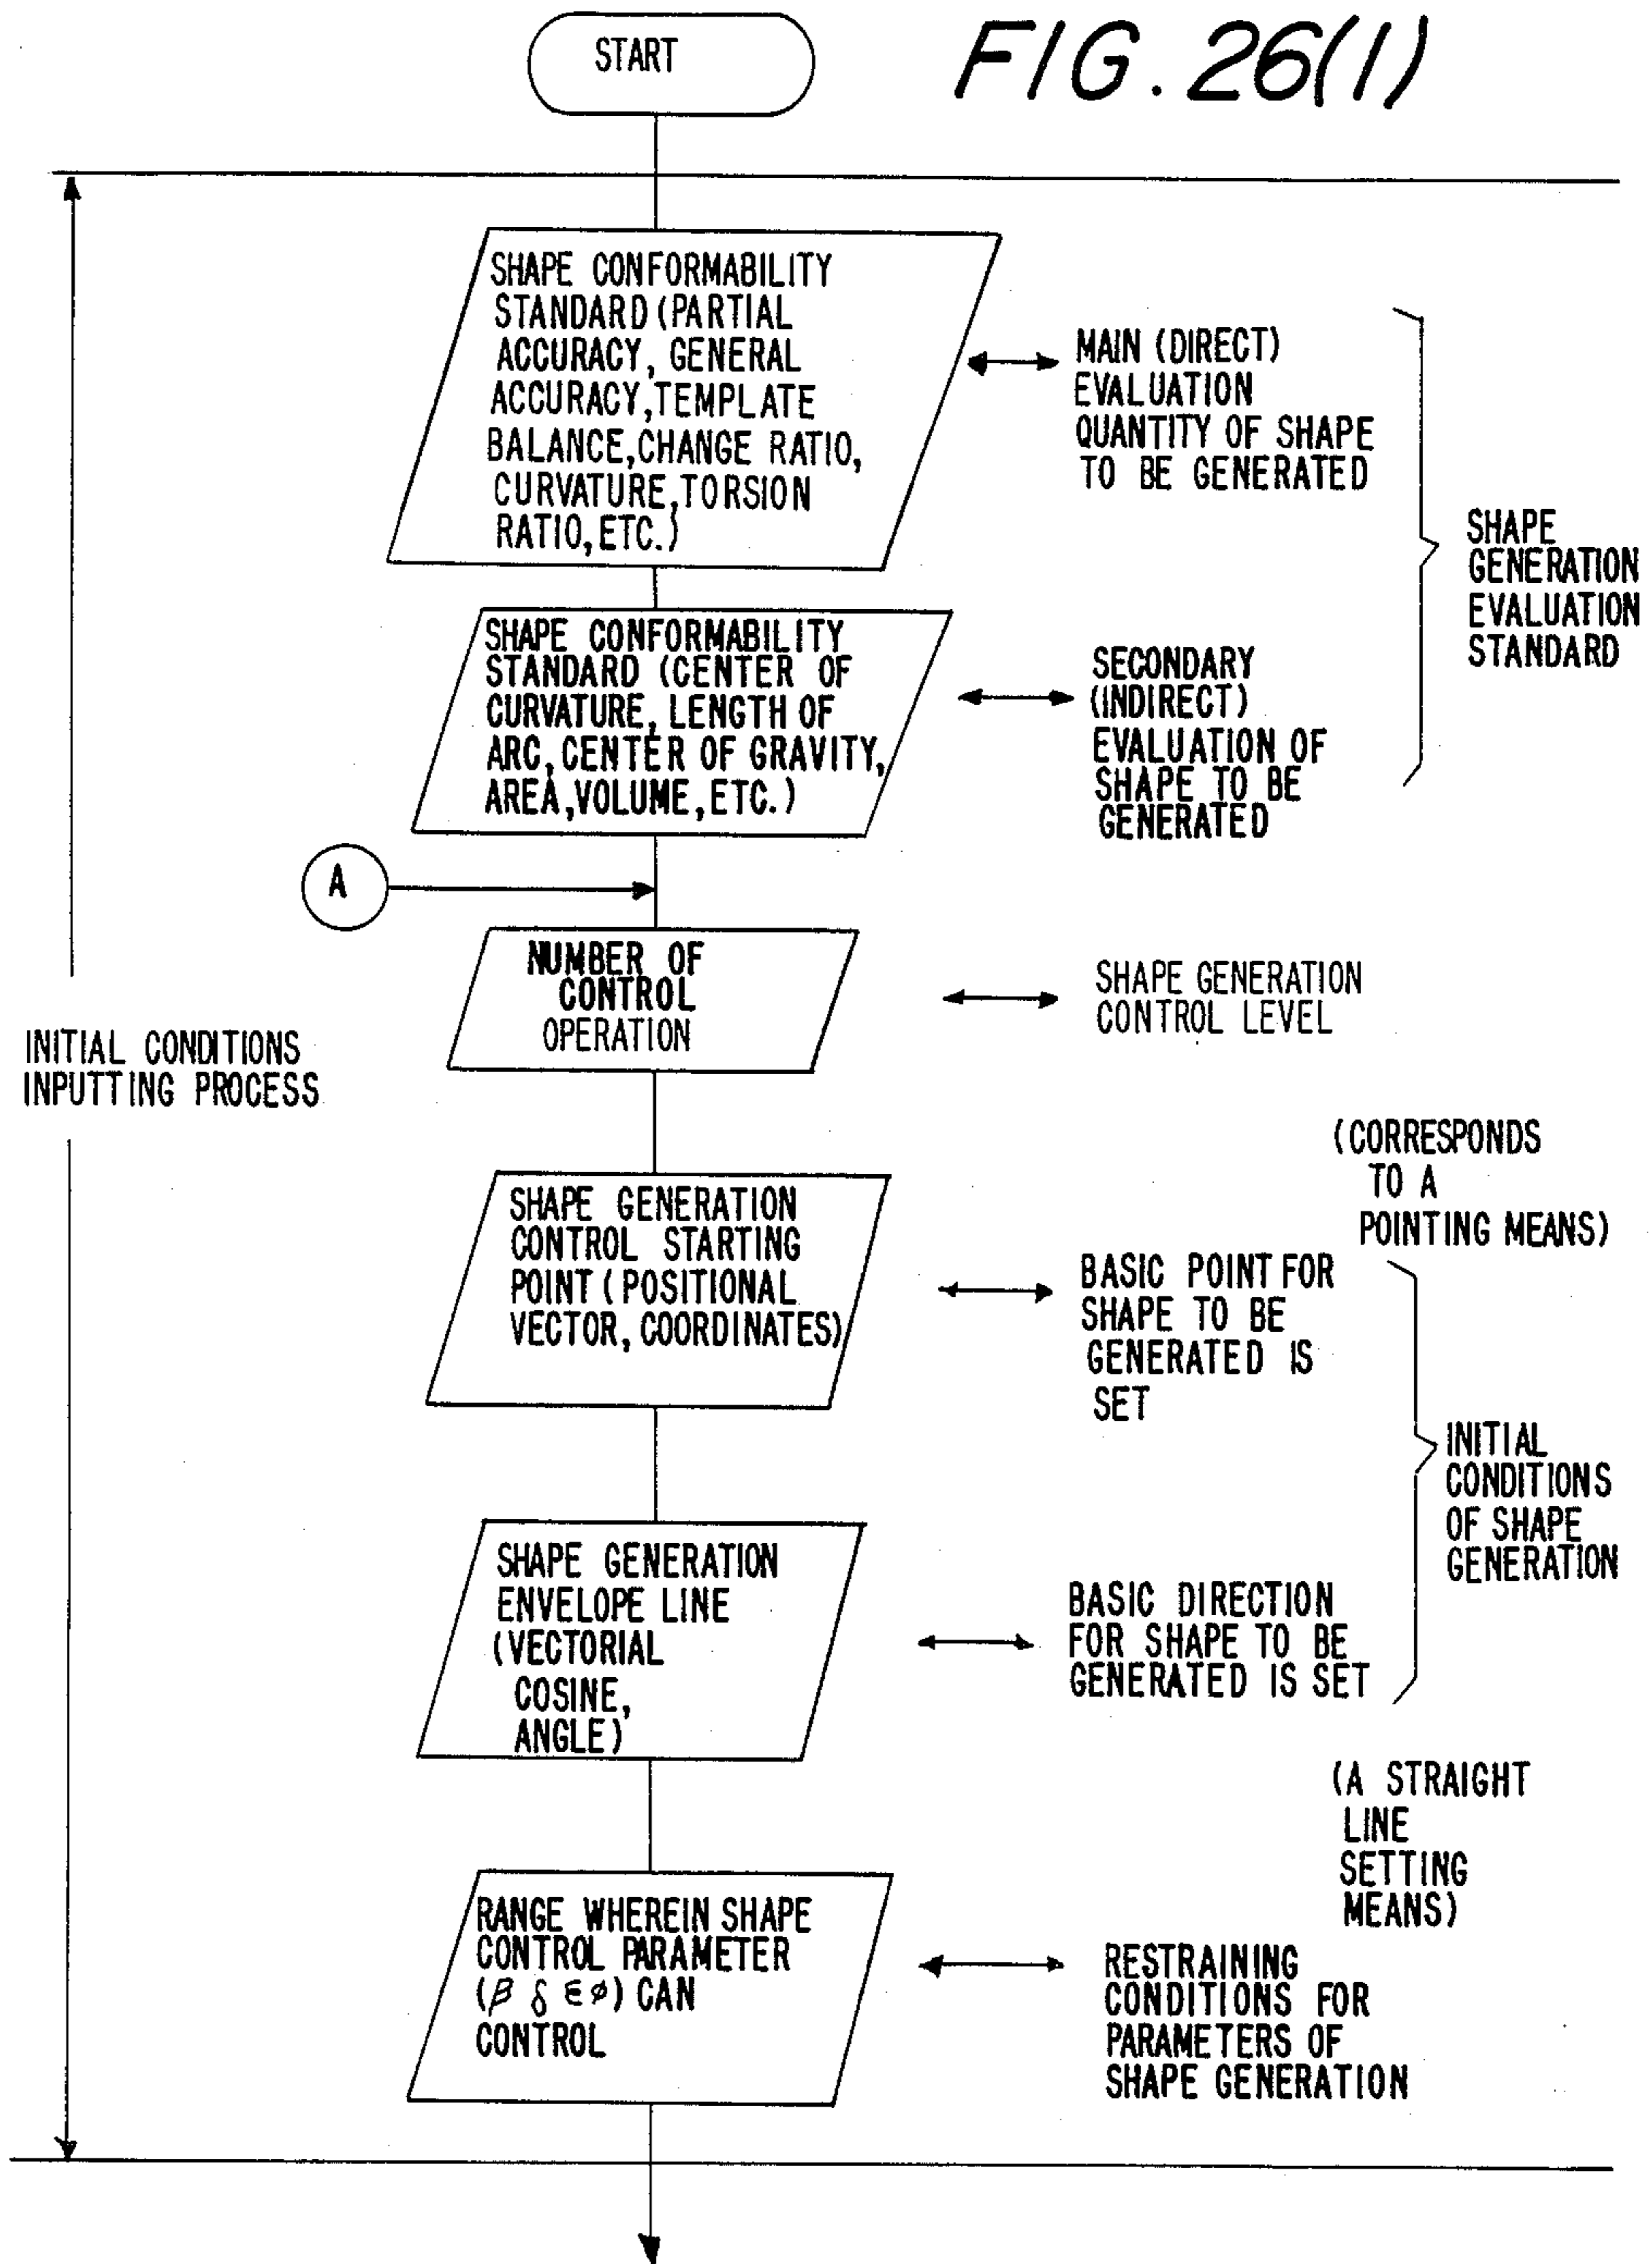 START
FIG. 26(1)
SHAPE CONFORMABILITY
STANDARD (PARTIAL
ACCURACY, GENERAL
ACCURACY, TEMPLATE
BALANCE, CHANGE RATIO,
CURVATURE, TORSION
RATIO, ETC.)
MAIN (DIRECT)
EVALUATION
QUANTITY OF SHAPE
TO BE GENERATED
SHAPE
GENERATION
EVALUATION
STANDARD
SHAPE CONFORMABILITY
STANDARD (CENTER OF
CURVATURE, LENGTH OF
ARC, CENTER OF GRAVITY,
AREA, VOLUME, ETC.)
SECONDARY
(INDIRECT)
EVALUATION OF
SHAPE TO BE
GENERATED
A
NUMBER OF
CONTROL
OPERATION
SHAPE GENERATION
CONTROL LEVEL
INITIAL CONDITIONS
INPUTTING PROCESS
(CORRESPONDS
TO A
POINTING MEANS)
SHAPE GENERATION
CONTROL STARTING
POINT (POSITIONAL
VECTOR, COORDINATES)
BASIC POINT FOR
SHAPE TO BE
GENERATED IS
SET
INITIAL
CONDITIONS
OF SHAPE
GENERATION
SHAPE GENERATION
ENVELOPE LINE
(VECTORIAL
COSINE,
ANGLE)
BASIC DIRECTION
FOR SHAPE TO BE
GENERATED IS SET
(A STRAIGHT
LINE
SETTING
MEANS)
RANGE WHEREIN SHAPE
CONTROL PARAMETER
(β δ ε φ) CAN
CONTROL
RESTRAINING
CONDITIONS FOR
PARAMETERS OF
SHAPE GENERATION